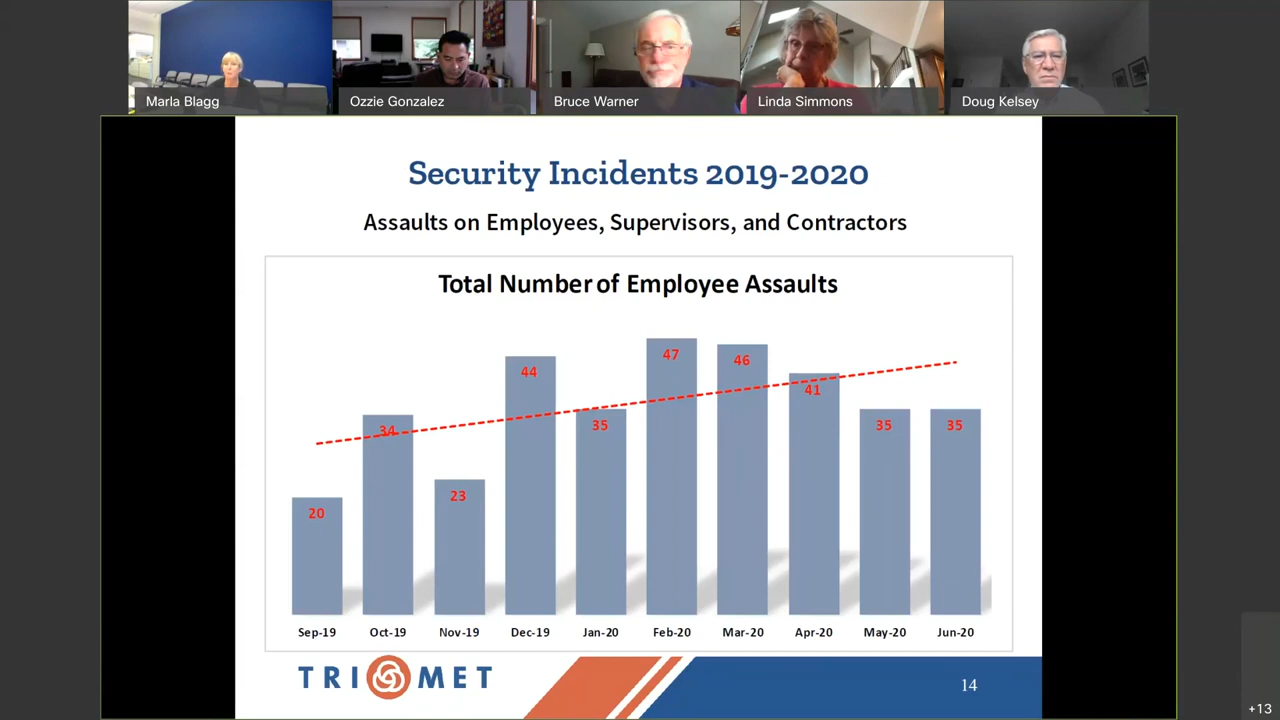 Marla Blagg
Ozzie Gonzalez
Bruce Warner
Linda Simmons
Doug Kelsey
Security Incidents 2019-2020
Assaults on Employees, Supervisors, and Contractors
Total Number of Employee Assaults
20
34
23
44
35
47
46
41
35
35
Sep-19
Oct-19
Nov-19
Dec-19
Jan-20
Feb-20
Mar-20
Apr-20
May-20
Jun-20
TRI MET
14
+13